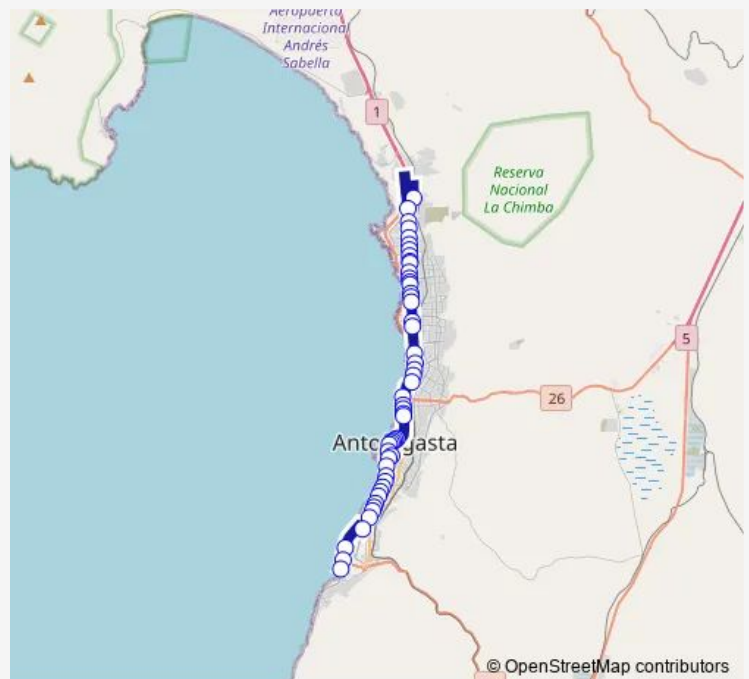 Aeropuerto
Internacional
Andrés
Sabella
1
Reserva
Nacional
La Chimba
5
26
Antofagasta
© OpenStreetMap contributors